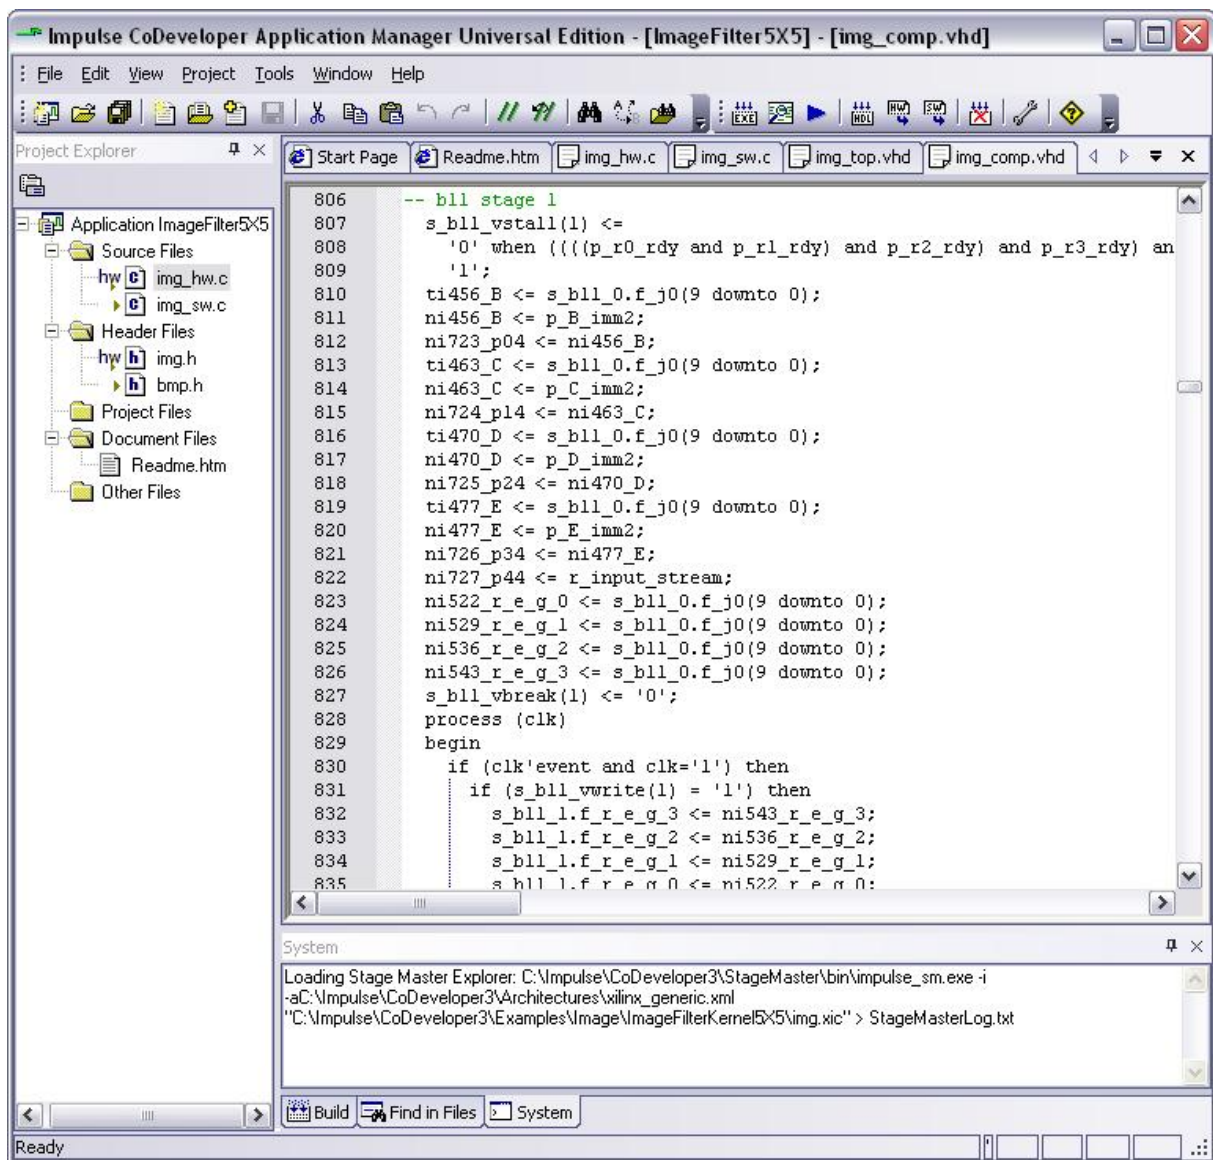 Impulse CoDeveloper Application Manager Universal Edition - [ImageFilter5X5] - [img_comp.vhd]
File Edit View Project Tools Window Help
EXE HDL HW SW
Project Explorer
Start Page Readme.htm img_hw.c img_sw.c img_top.vhd img_comp.vhd
Application ImageFilter5X5
Source Files
hw img_hw.c
img_sw.c
Header Files
hw img.h
bmp.h
Project Files
Document Files
Readme.htm
Other Files
806 -- b11 stage 1
807 s_b11_vstall(1) <=
808 '0' when ((((p_r0_rdy and p_r1_rdy) and p_r2_rdy) and p_r3_rdy) an
809 '1';
810 ti456_B <= s_b11_0.f_j0(9 downto 0);
811 ni456_B <= p_B_imm2;
812 ni723_p04 <= ni456_B;
813 ti463_C <= s_b11_0.f_j0(9 downto 0);
814 ni463_C <= p_C_imm2;
815 ni724_p14 <= ni463_C;
816 ti470_D <= s_b11_0.f_j0(9 downto 0);
817 ni470_D <= p_D_imm2;
818 ni725_p24 <= ni470_D;
819 ti477_E <= s_b11_0.f_j0(9 downto 0);
820 ni477_E <= p_E_imm2;
821 ni726_p34 <= ni477_E;
822 ni727_p44 <= r_input_stream;
823 ni522_r_e_g_0 <= s_b11_0.f_j0(9 downto 0);
824 ni529_r_e_g_1 <= s_b11_0.f_j0(9 downto 0);
825 ni536_r_e_g_2 <= s_b11_0.f_j0(9 downto 0);
826 ni543_r_e_g_3 <= s_b11_0.f_j0(9 downto 0);
827 s_b11_vbreak(1) <= '0';
828 process (clk)
829 begin
830 if (clk'event and clk='1') then
831 if (s_b11_vwrite(1) = '1') then
832 s_b11_1.f_r_e_g_3 <= ni543_r_e_g_3;
833 s_b11_1.f_r_e_g_2 <= ni536_r_e_g_2;
834 s_b11_1.f_r_e_g_1 <= ni529_r_e_g_1;
835 s_b11_1.f_r_e_g_0 <= ni522_r_e_g_0;
System
Loading Stage Master Explorer: C:\Impulse\CoDeveloper3\StageMaster\bin\impulse_sm.exe -i
-aC:\Impulse\CoDeveloper3\Architectures\xilinx_generic.xml
"C:\Impulse\CoDeveloper3\Examples\Image\ImageFilterKernel5X5\img.xic" > StageMasterLog.txt
Build Find in Files System
Ready